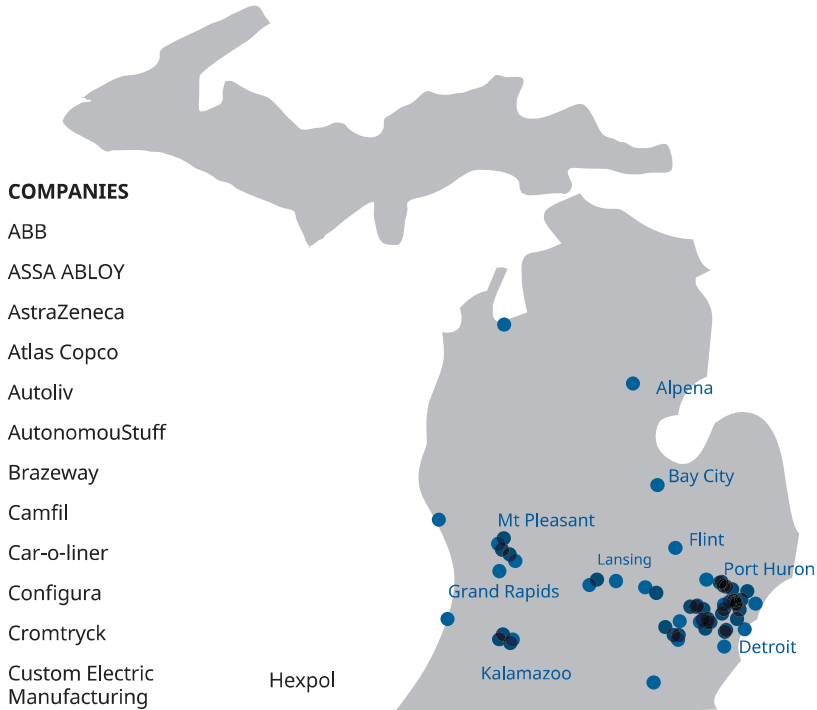 COMPANIES
ABB
ASSA ABLOY
AstraZeneca
Atlas Copco
Autoliv
AutonomouStuff
Brazeway
Camfil
Car-o-liner
Configura
Cromtryck
Custom Electric
Manufacturing
Hexpol
Alpena
Bay City
Mt Pleasant
Flint
Lansing
Port Huron
Grand Rapids
Detroit
Kalamazoo